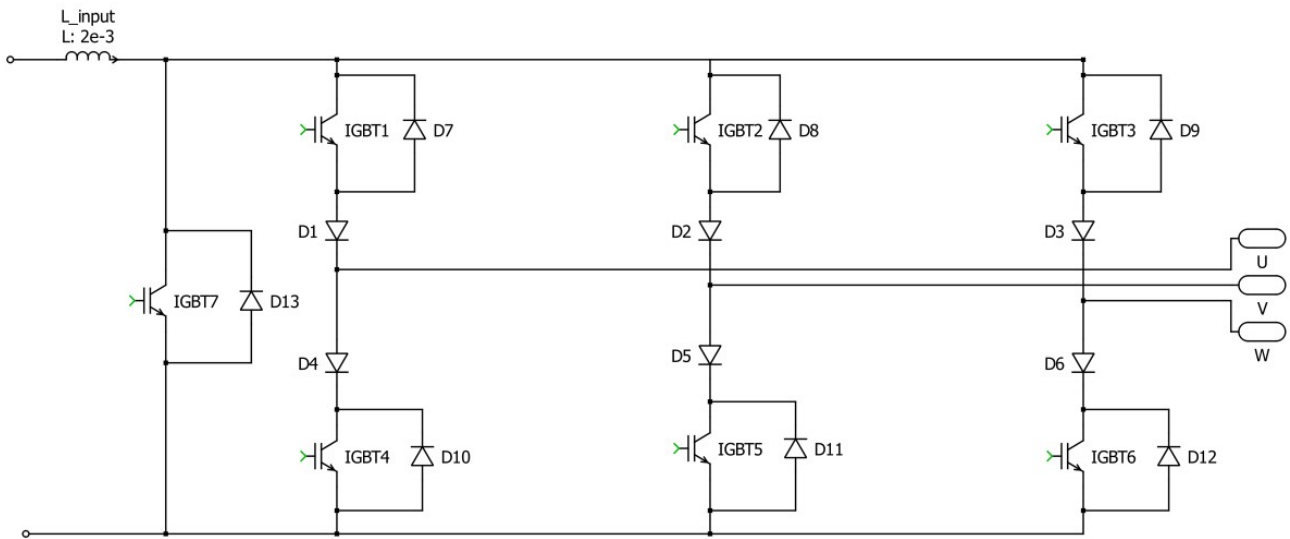 L_input
L: 2e-3
IGBT1
D7
IGBT2
D8
IGBT3
D9
D1
D2
D3
U
IGBT7
D13
V
W
D4
D5
D6
IGBT4
D10
IGBT5
D11
IGBT6
D12